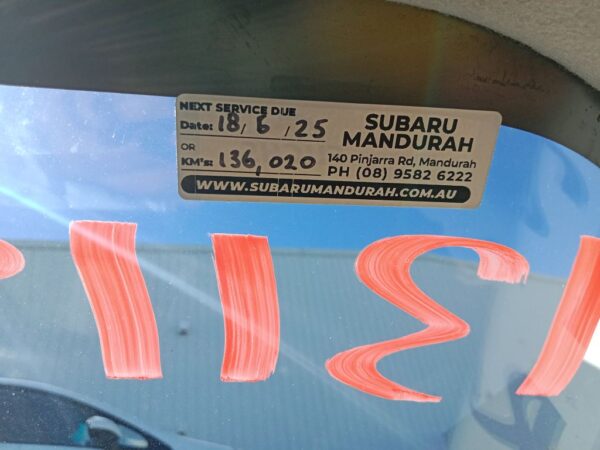 NEXT SERVICE DUE
Date: 18/6/25
OR
KM's: 136,020
SUBARU
MANDURAH
140 Pinjarra Rd, Mandurah
PH (08) 9582 6222
WWW.SUBARUMANDURAH.COM.AU